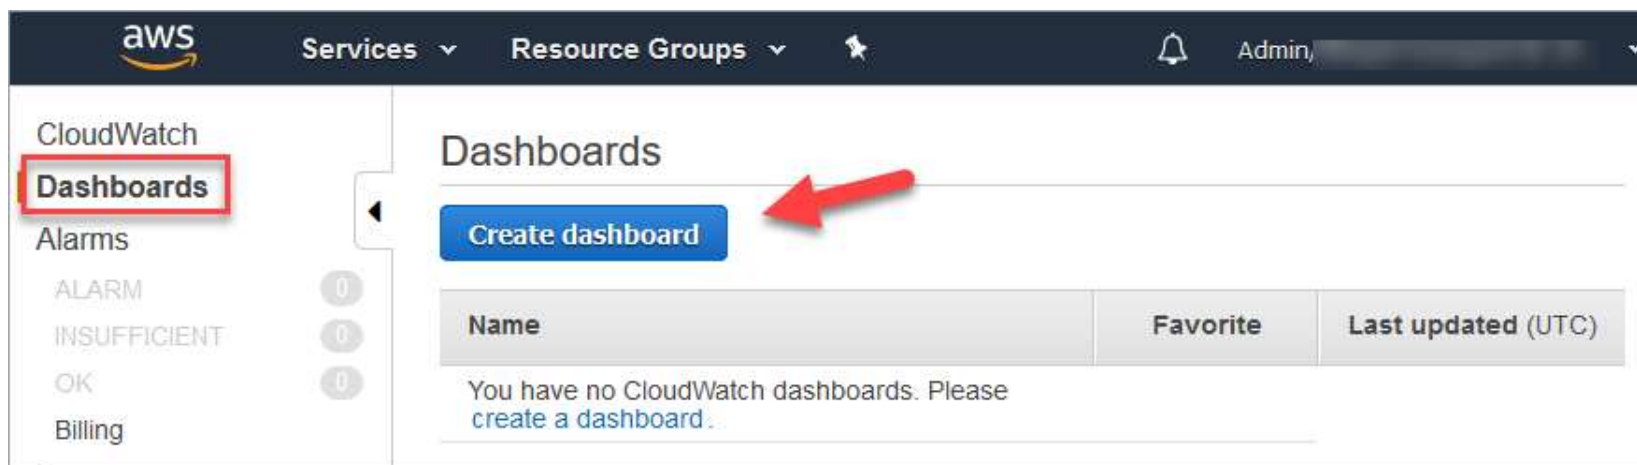 aws Services Resource Groups Admin/
CloudWatch
Dashboards
Alarms
ALARM 0
INSUFFICIENT 0
OK 0
Billing
Dashboards
Create dashboard
Name Favorite Last updated (UTC)
You have no CloudWatch dashboards. Please
create a dashboard.